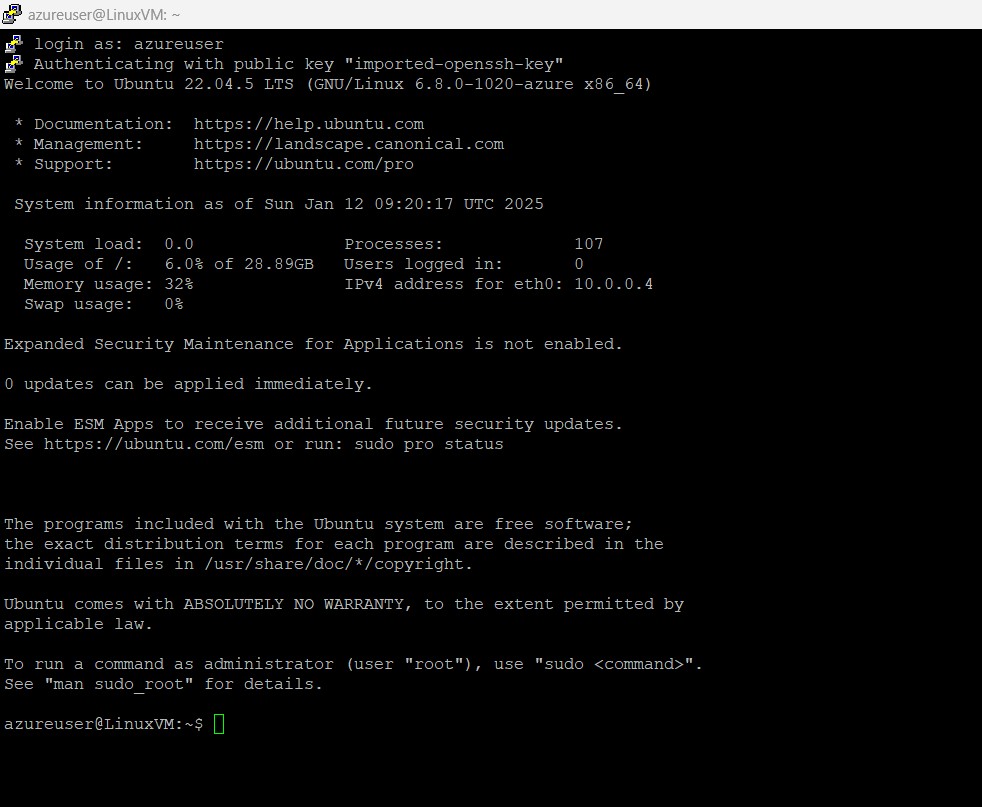 azureuser@LinuxVM: ~
login as: azureuser
Authenticating with public key "imported-openssh-key"
Welcome to Ubuntu 22.04.5 LTS (GNU/Linux 6.8.0-1020-azure x86_64)
* Documentation:  https://help.ubuntu.com
* Management:     https://landscape.canonical.com
* Support:        https://ubuntu.com/pro
System information as of Sun Jan 12 09:20:17 UTC 2025
System load:  0.0               Processes:             107
Usage of /:   6.0% of 28.89GB   Users logged in:       0
Memory usage: 32%               IPv4 address for eth0: 10.0.0.4
Swap usage:   0%
Expanded Security Maintenance for Applications is not enabled.
0 updates can be applied immediately.
Enable ESM Apps to receive additional future security updates.
See https://ubuntu.com/esm or run: sudo pro status
The programs included with the Ubuntu system are free software;
the exact distribution terms for each program are described in the
individual files in /usr/share/doc/*/copyright.
Ubuntu comes with ABSOLUTELY NO WARRANTY, to the extent permitted by
applicable law.
To run a command as administrator (user "root"), use "sudo <command>".
See "man sudo_root" for details.
azureuser@LinuxVM:~$